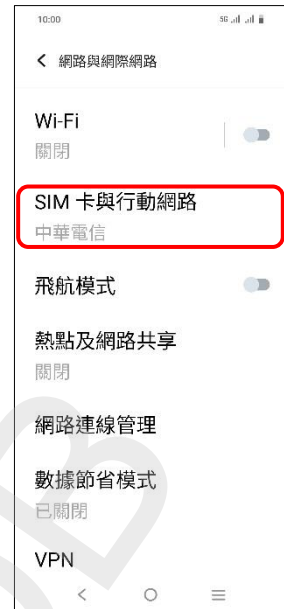 10:00
5G
網路與網際網路
Wi-Fi
關閉
SIM 卡與行動網路
中華電信
飛航模式
熱點及網路共享
關閉
網路連線管理
數據節省模式
已關閉
VPN